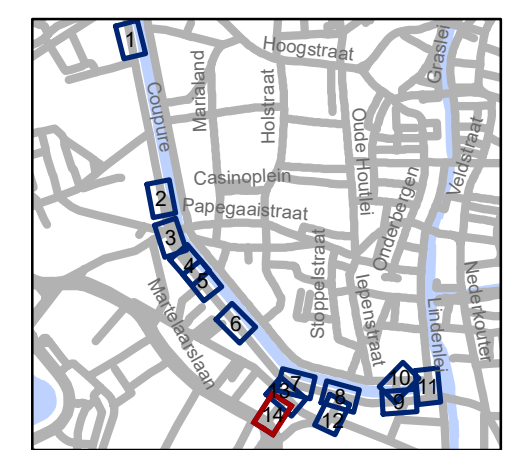 1
Hoogstraat
Graslei
Marialand
Holstraat
Coupure
Oude Houtlei
Veldstraat
Casinoplein
2
Papegaaistraat
Onderbergen
3
4
5
Stoppelstraat
Iepenstraat
Nederkouter
Martelaarslaan
6
Lindenlei
7
10
11
13
8
9
14
12